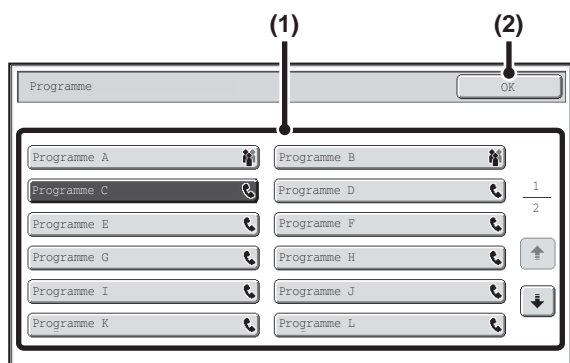 (1) (2)
Programme OK
Programme A Programme B
Programme C Programme D 1
Programme E Programme F 2
Programme G Programme H
Programme I Programme J
Programme K Programme L